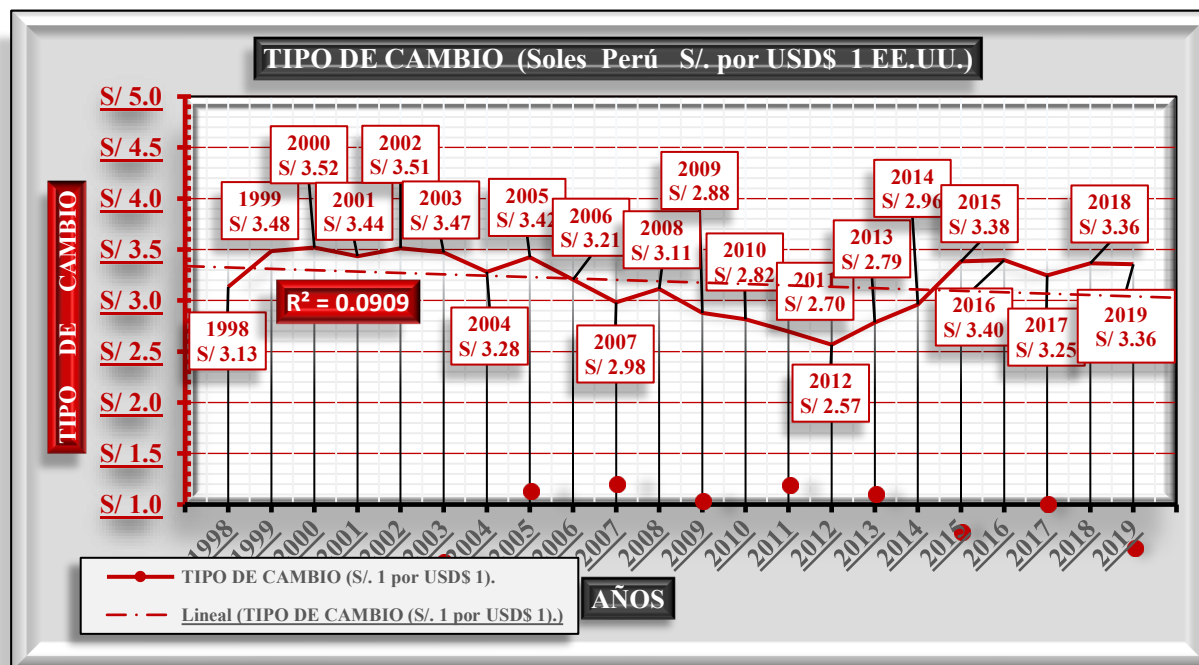 TIPO DE CAMBIO (Soles Perú S/. por USD$ 1 EE.UU.)
TIPO DE CAMBIO
S/ 5.0
S/ 4.5
S/ 4.0
S/ 3.5
S/ 3.0
S/ 2.5
S/ 2.0
S/ 1.5
S/ 1.0
1998
S/ 3.13
1999
S/ 3.48
2000
S/ 3.52
2001
S/ 3.44
2002
S/ 3.51
2003
S/ 3.47
2004
S/ 3.28
2005
S/ 3.42
2006
S/ 3.21
2007
S/ 2.98
2008
S/ 3.11
2009
S/ 2.88
2010
S/ 2.82
2011
S/ 2.70
2012
S/ 2.57
2013
S/ 2.79
2014
S/ 2.96
2015
S/ 3.38
2016
S/ 3.40
2017
S/ 3.25
2018
S/ 3.36
2019
S/ 3.36
R² = 0.0909
1998
1999
2000
2001
2002
2003
2004
2005
2006
2007
2008
2009
2010
2011
2012
2013
2014
2015
2016
2017
2018
2019
TIPO DE CAMBIO (S/. 1 por USD$ 1).
Lineal (TIPO DE CAMBIO (S/. 1 por USD$ 1).)
AÑOS